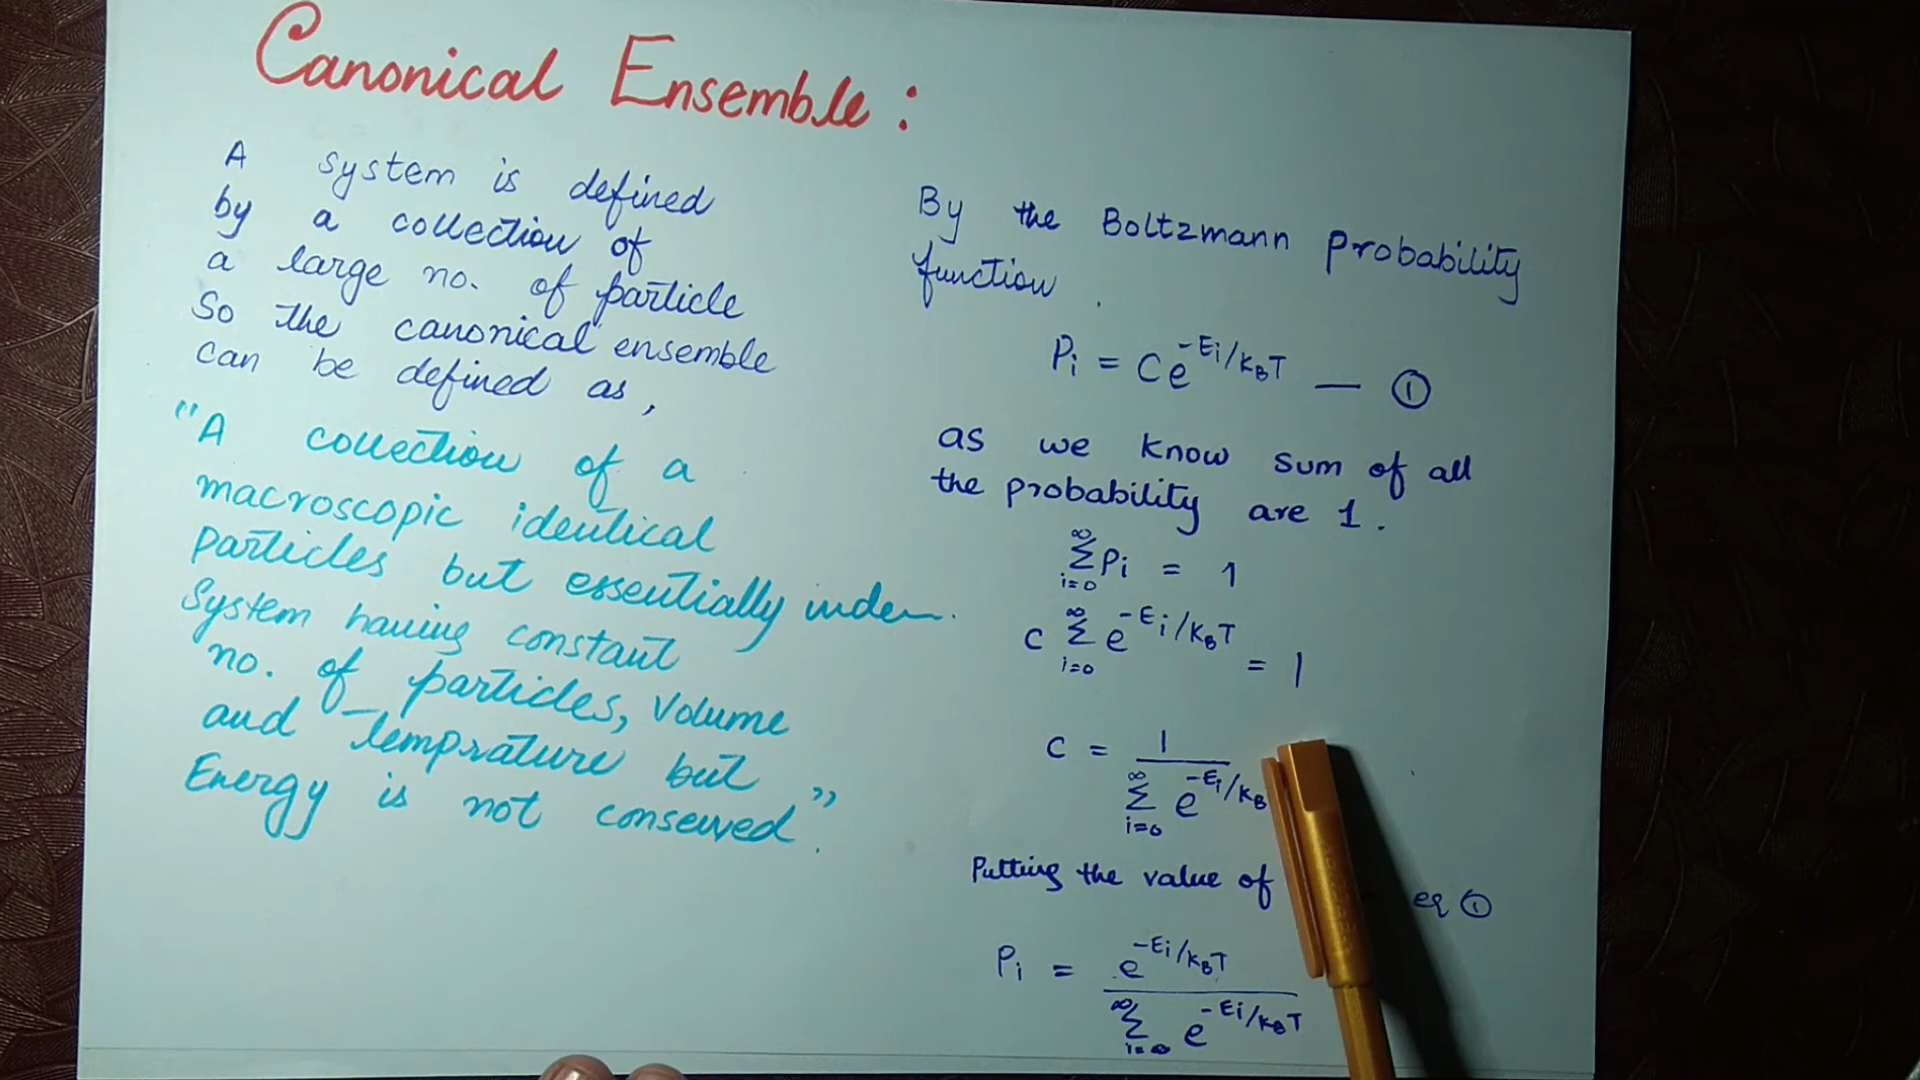 Canonical Ensemble :
A system is defined
by a collection of
a large no. of particle
So the canonical ensemble
can be defined as,
"A collection of a
macroscopic identical
particles but essentially inden.
System having constant
no. of particles, Volume
and temprature but
Energy is not conserved".
By the Boltzmann Probability
function.
Pi = Ce^{-Ei/kBT} — ①
as we know sum of all
the probability are 1.
∞
Σ Pi = 1
i=0
∞
c Σ e^{-Ei/kBT} = 1
i=0
c = 1
∞
Σ e^{-Ei/kB
i=0
Putting the value of eq ①
Pi = e^{-Ei/kBT}
∞
Σ e^{-Ei/kBT}
i=0